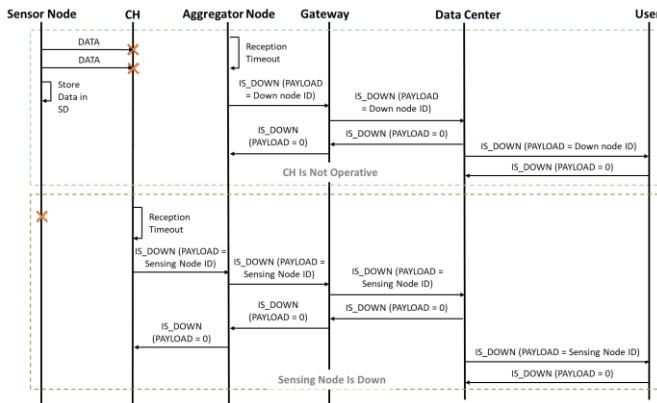 Sensor Node CH Aggregator Node Gateway Data Center User
DATA
DATA
Reception
Timeout
Store
Data in
SD
IS_DOWN (PAYLOAD
= Down node ID)
IS_DOWN (PAYLOAD
= Down node ID)
IS_DOWN
(PAYLOAD = 0)
IS_DOWN (PAYLOAD = 0)
IS_DOWN (PAYLOAD = Down node ID)
IS_DOWN (PAYLOAD = 0)
CH Is Not Operative
Reception
Timeout
IS_DOWN (PAYLOAD =
Sensing Node ID)
IS_DOWN (PAYLOAD =
Sensing Node ID)
IS_DOWN (PAYLOAD =
Sensing Node ID)
IS_DOWN
(PAYLOAD = 0)
IS_DOWN (PAYLOAD = 0)
IS_DOWN
(PAYLOAD = 0)
IS_DOWN (PAYLOAD = Sensing Node ID)
IS_DOWN (PAYLOAD = 0)
Sensing Node Is Down